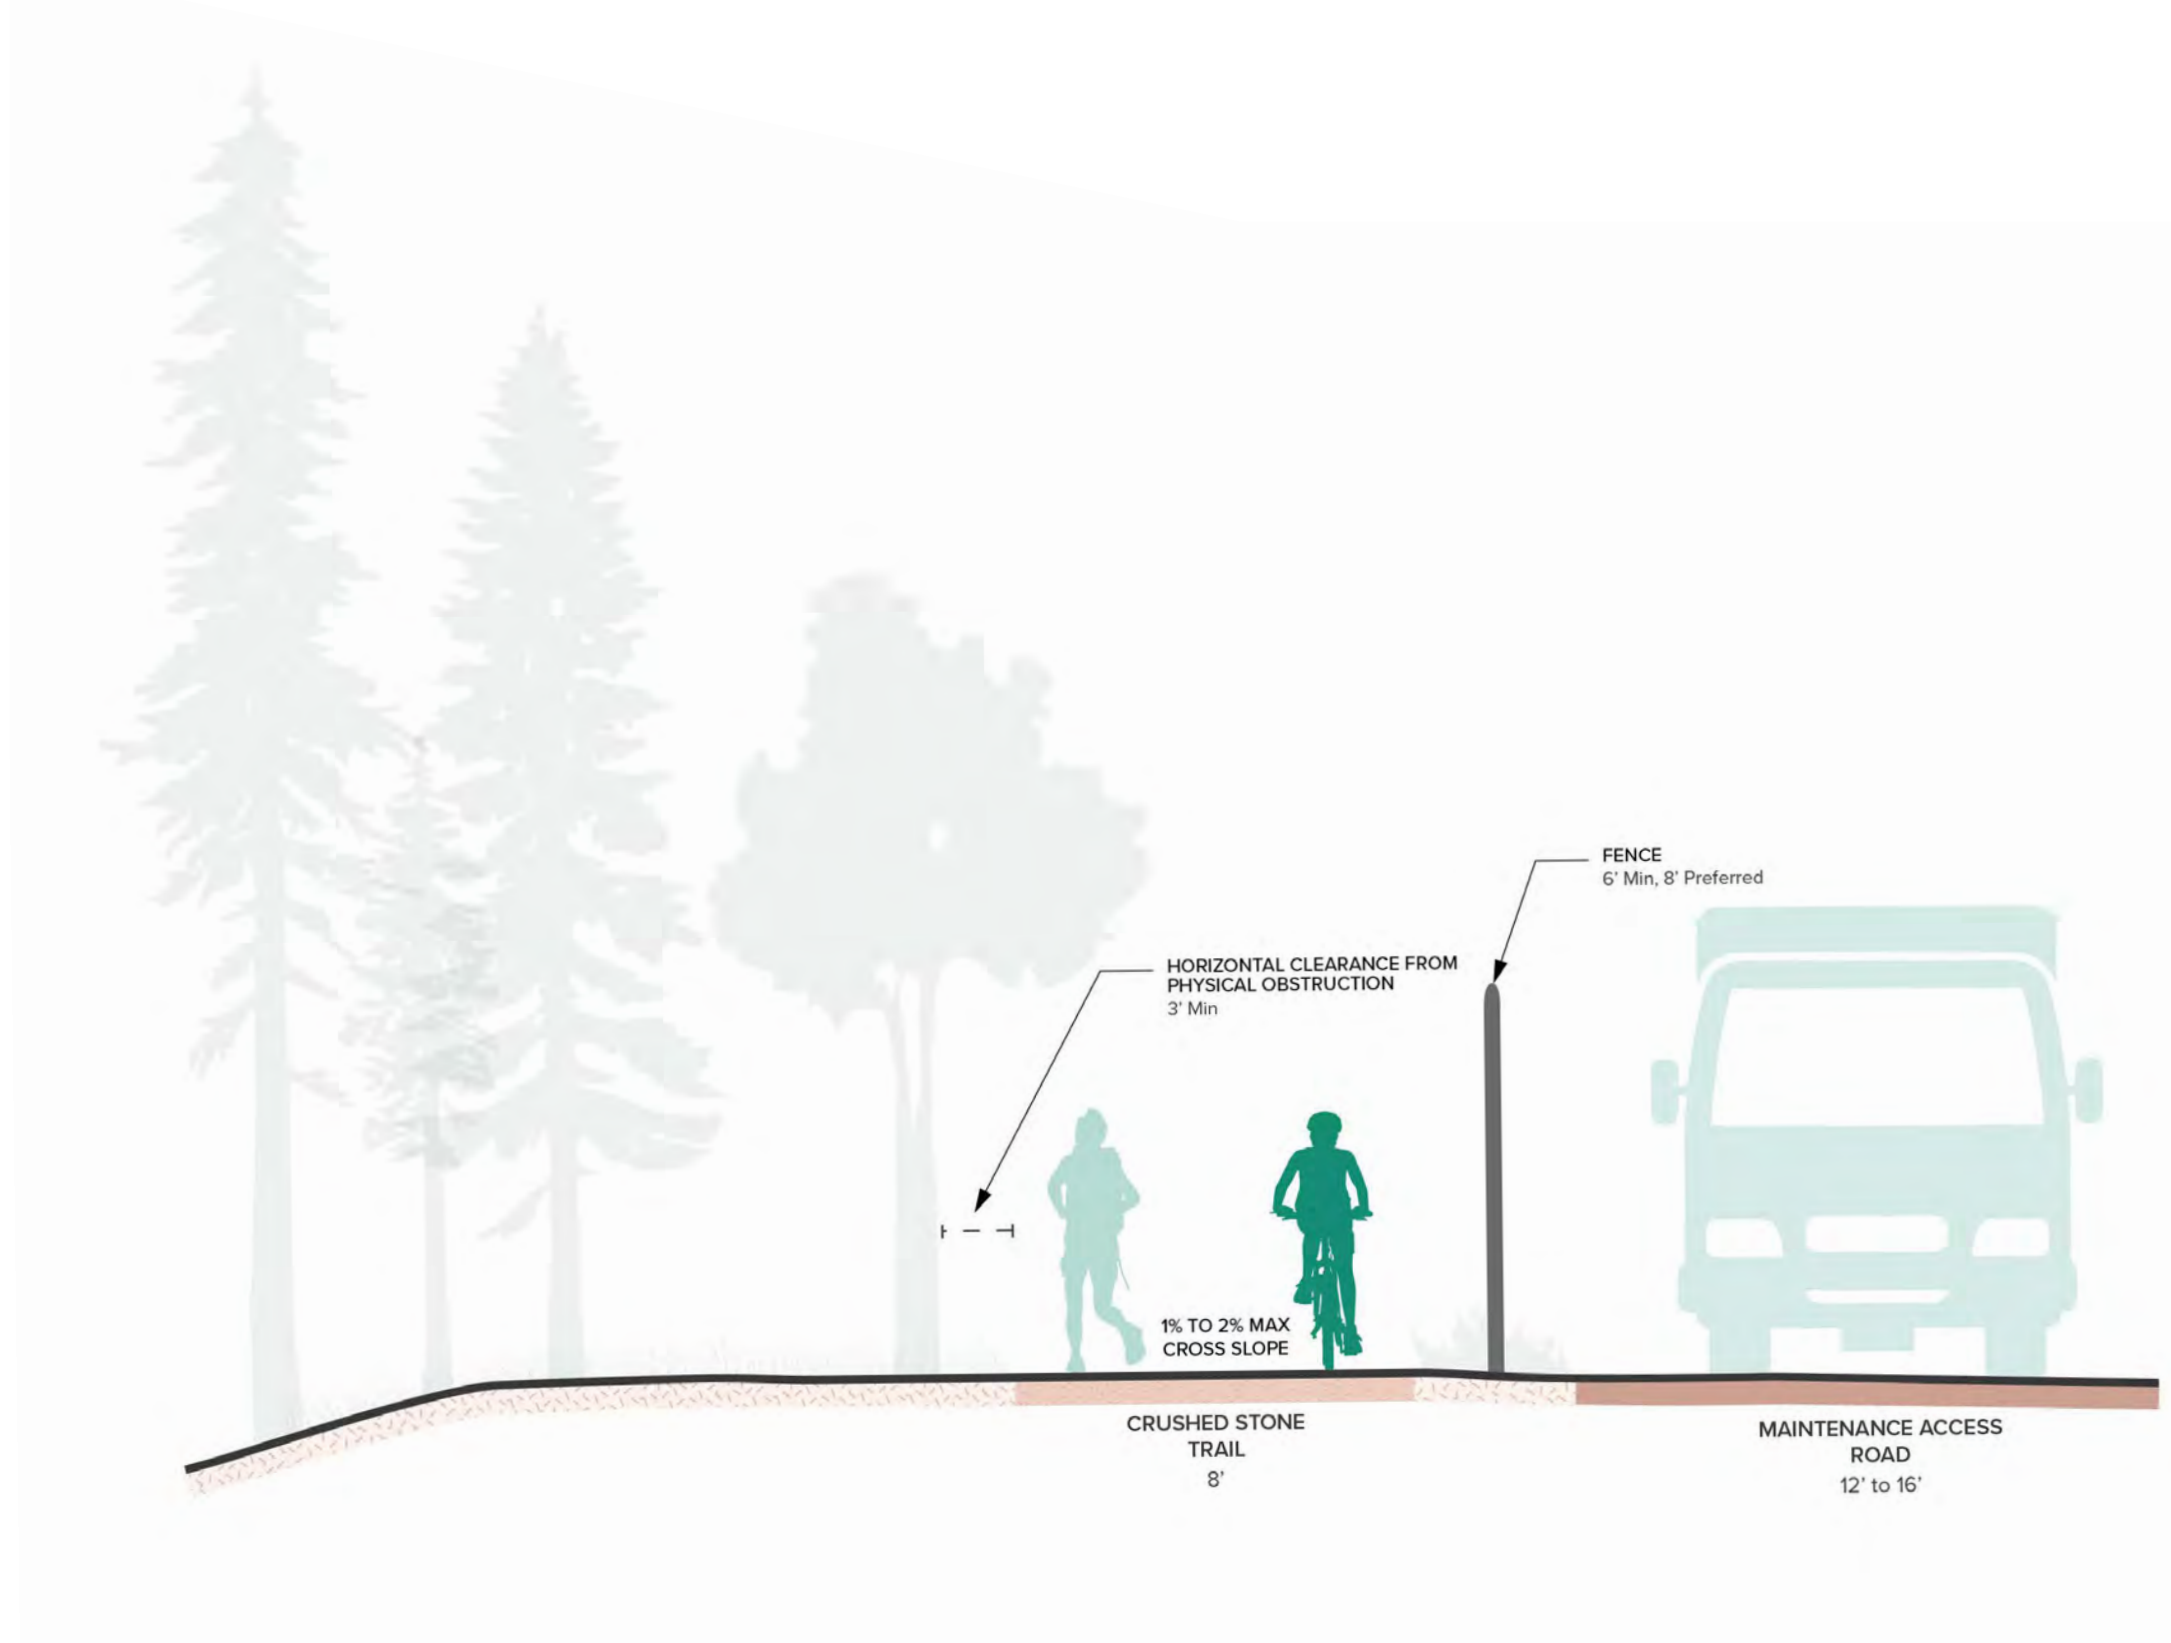 FENCE
6’ Min, 8’ Preferred
HORIZONTAL CLEARANCE FROM
PHYSICAL OBSTRUCTION
3’ Min
1% TO 2% MAX
CROSS SLOPE
CRUSHED STONE
TRAIL
8’
MAINTENANCE ACCESS
ROAD
12’ to 16’